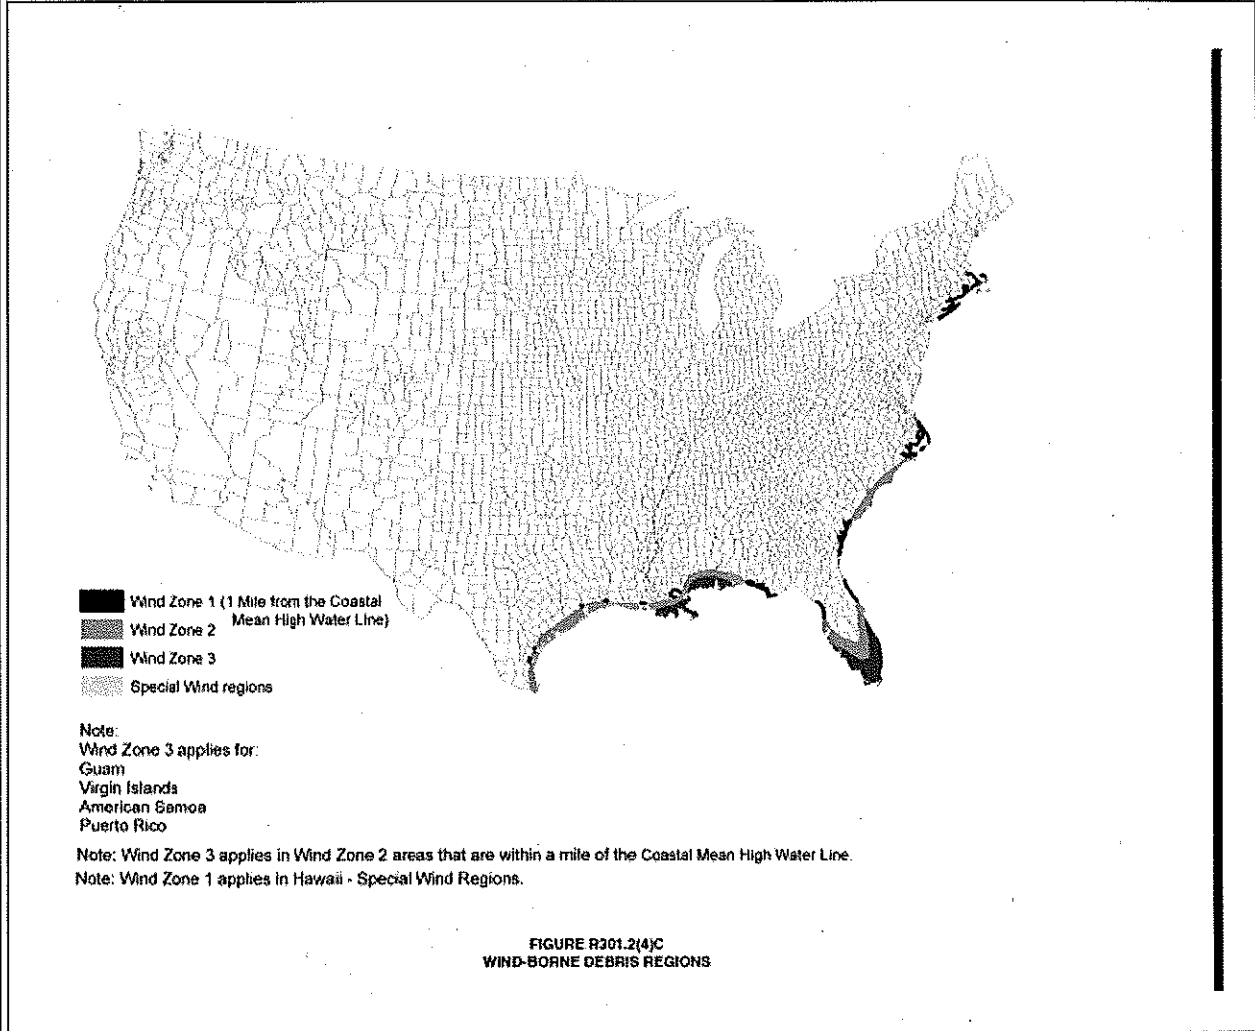 Wind Zone 1 (1 Mile from the Coastal
Mean High Water Line)
Wind Zone 2
Wind Zone 3
Special Wind regions
Note:
Wind Zone 3 applies for:
Guam
Virgin Islands
American Samoa
Puerto Rico
Note: Wind Zone 3 applies in Wind Zone 2 areas that are within a mile of the Coastal Mean High Water Line.
Note: Wind Zone 1 applies in Hawaii - Special Wind Regions.
FIGURE R301.2(4)C
WIND-BORNE DEBRIS REGIONS